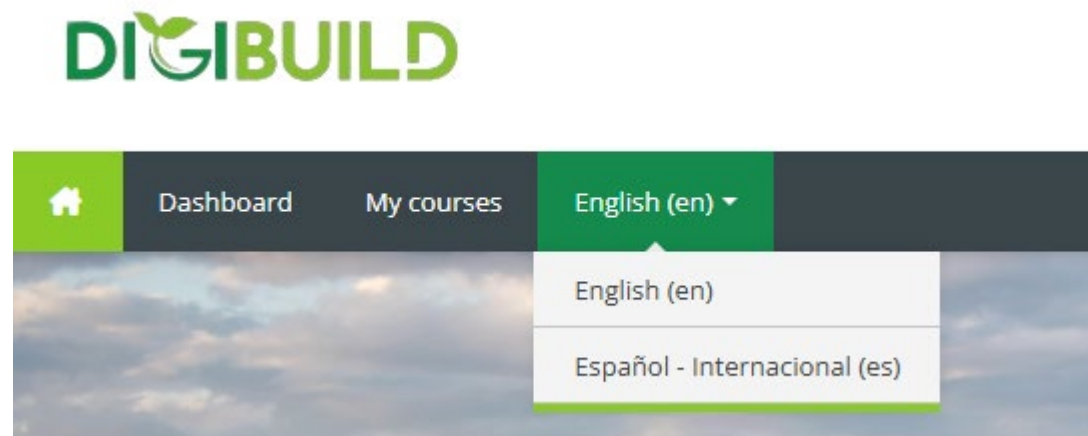 DIGIBUILD
Dashboard My courses English (en)
English (en)
Español - Internacional (es)